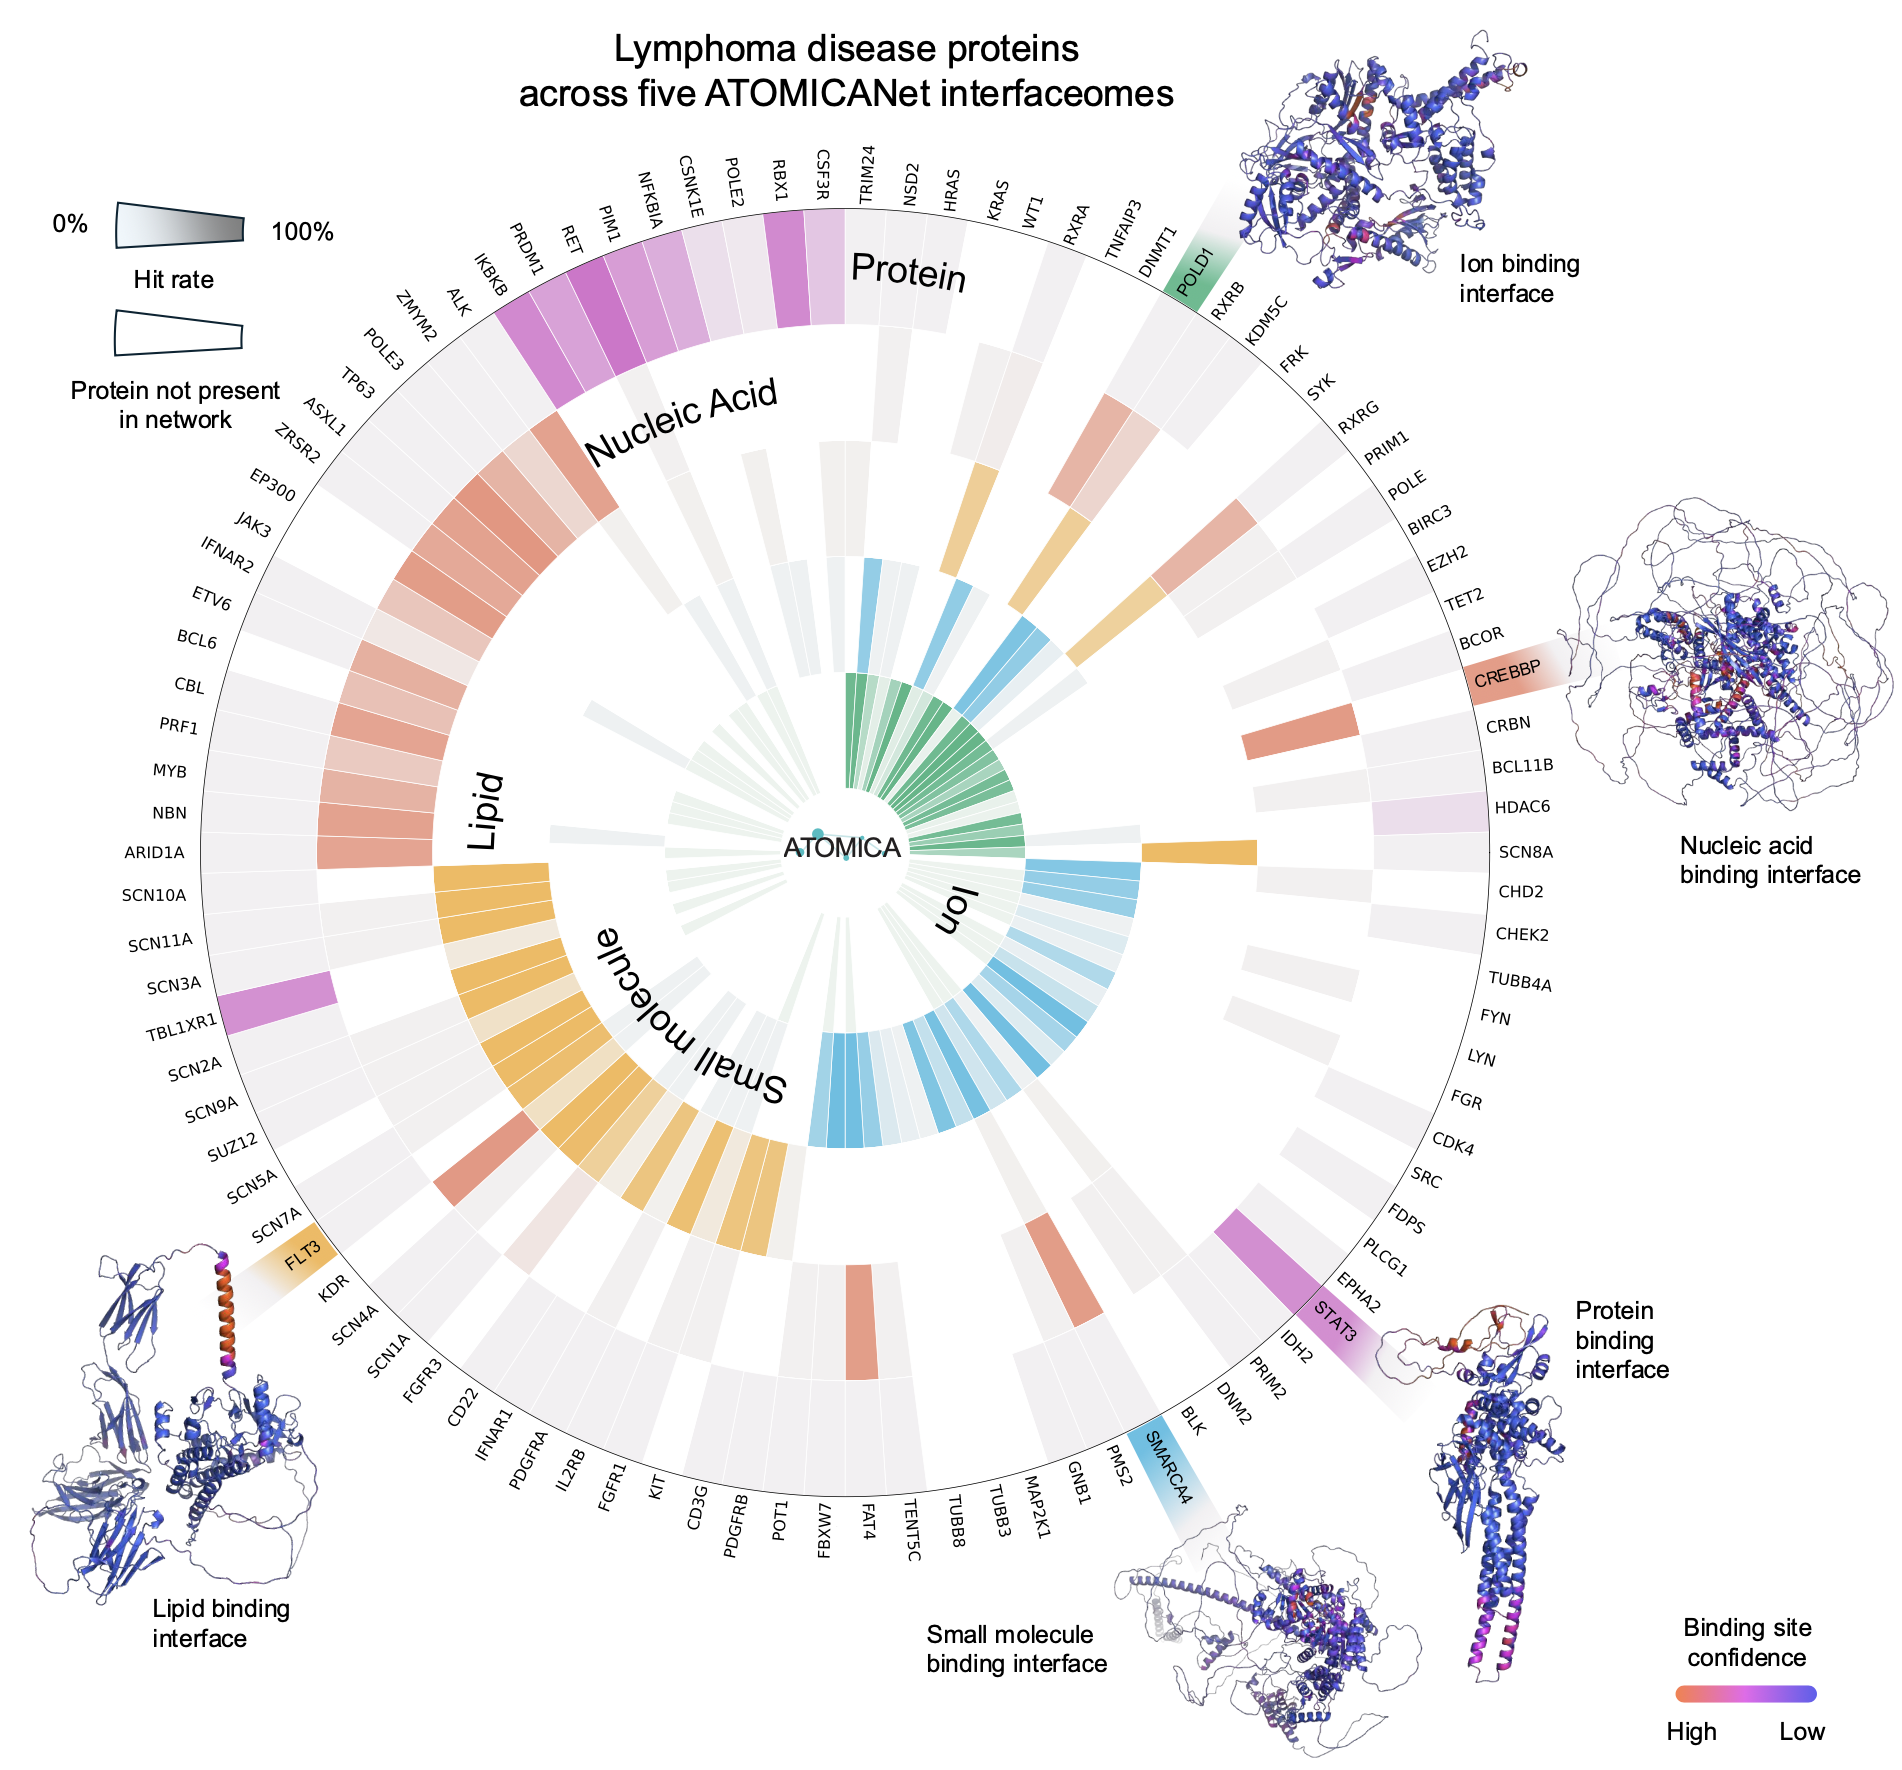 Lymphoma disease proteins
across five ATOMICANet interfaceomes
0%
100%
Hit rate
Protein not present
in network
TRIM24
NSD2
HRAS
KRAS
WT1
RXRA
TNFAIP3
DNMT1
POLD1
RXRB
KDM5C
FRK
SYK
RXRG
PRIM1
POLE
BIRC3
EZH2
TET2
BCOR
CREBBP
CRBN
BCL11B
HDAC6
SCN8A
CHD2
CHEK2
TUBB4A
FYN
LYN
FGR
CDK4
SRC
FDPS
PLCG1
EPHA2
STAT3
IDH2
PRIM2
DNM2
BLK
SMARCA4
PMS2
GNB1
MAP2K1
TUBB3
TUBB8
TENT5C
FAT4
FBXW7
POT1
PDGFRB
CD3G
KIT
FGFR1
IL2RB
PDGFRA
IFNAR1
CD22
FGFR3
SCN1A
SCN4A
KDR
FLT3
SCN7A
SCN5A
SUZ12
SCN9A
SCN2A
TBL1XR1
SCN3A
SCN11A
SCN10A
ARID1A
NBN
MYB
PRF1
CBL
BCL6
ETV6
IFNAR2
JAK3
EP300
ZRSR2
ASXL1
TP63
POLE3
ZMYM2
ALK
IKBKB
PRDM1
RET
PIM1
NFKBIA
CSNK1E
POLE2
RBX1
CSF3R
Protein
Nucleic Acid
Lipid
Small molecule
Ion
ATOMICA
Ion binding
interface
Nucleic acid
binding interface
Protein
binding
interface
Small molecule
binding interface
Lipid binding
interface
Binding site
confidence
High
Low